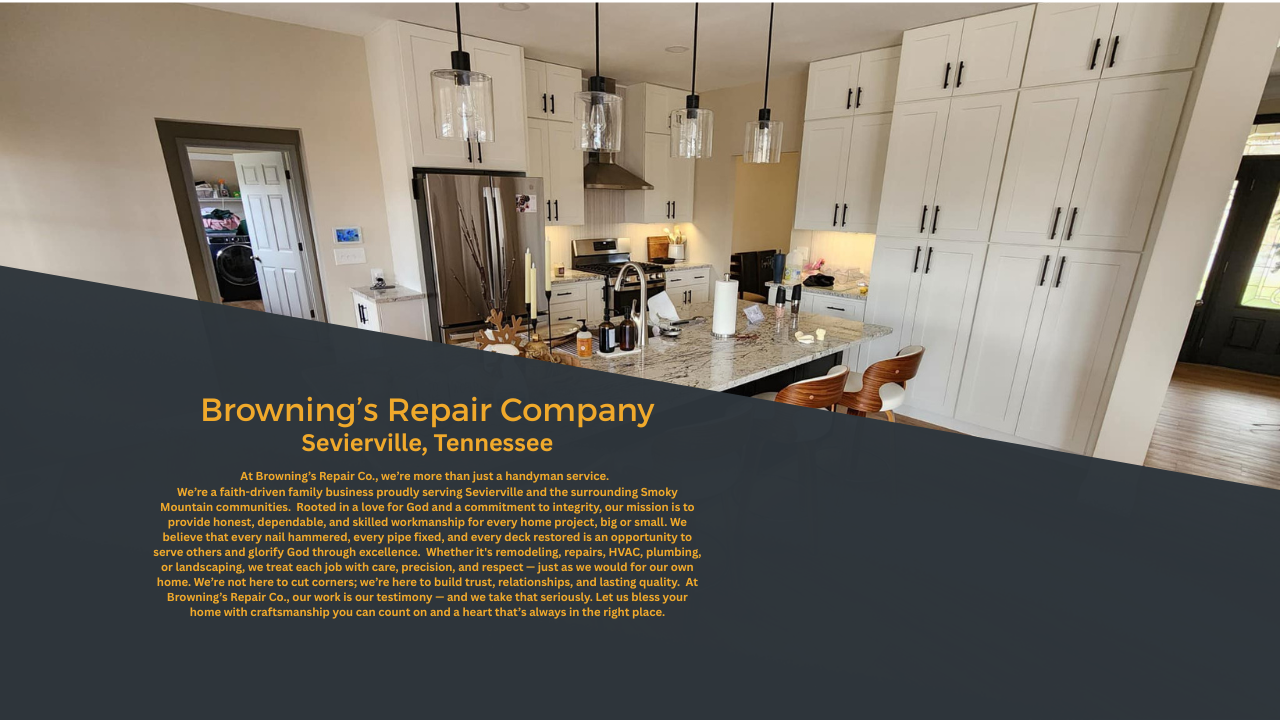 Browning’s Repair Company
Sevierville, Tennessee
At Browning’s Repair Co., we’re more than just a handyman service.
We’re a faith-driven family business proudly serving Sevierville and the surrounding Smoky
Mountain communities.  Rooted in a love for God and a commitment to integrity, our mission is to
provide honest, dependable, and skilled workmanship for every home project, big or small. We
believe that every nail hammered, every pipe fixed, and every deck restored is an opportunity to
serve others and glorify God through excellence.  Whether it's remodeling, repairs, HVAC, plumbing,
or landscaping, we treat each job with care, precision, and respect — just as we would for our own
home. We’re not here to cut corners; we’re here to build trust, relationships, and lasting quality.  At
Browning’s Repair Co., our work is our testimony — and we take that seriously. Let us bless your
home with craftsmanship you can count on and a heart that’s always in the right place.